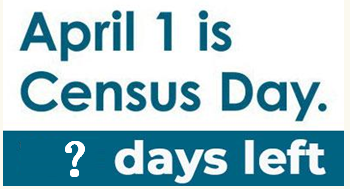 April 1 is
Census Day.
? days left